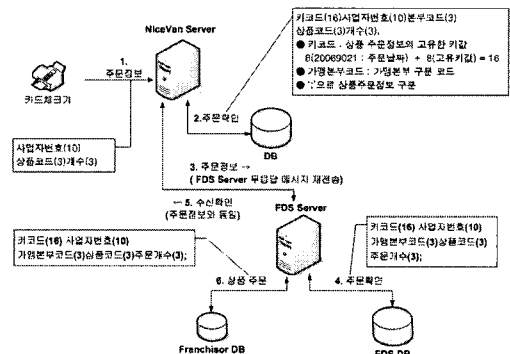 NiceVan Server
키코드(16)사업자번호(10)본부코드(3)
상품코드(3)개수(3).
● 키코드 . 상품 주문정보의 고유한 키값
8(20069021 : 주문날짜) + 8(고유키값) = 16
● 가맹본부코드 : 가맹본부 구분 코드
● ';'으로 상품주문정보 구분
1.
주문정보
카드체크기
2.주문확인
DB
사업자번호(10)
상품코드(3)개수(3)
3. 주문정보 →
( FDS Server 무응답 메시지 재전송)
← 5. 수신확인
(주문정보와 동일)
FDS Server
키코드(16) 사업자번호(10)
가맹본부코드(3)상품코드(3)주문개수(3);
키코드(16) 사업자번호(10)
가맹본부코드(3)상품코드(3)
주문개수(3);
6. 상품 주문
4. 주문확인
Franchisor DB
FDS DB